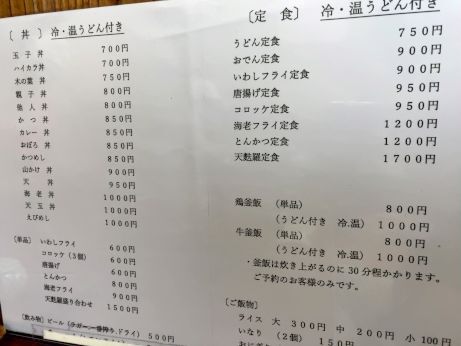 〔 丼 〕 冷・温うどん付き
玉子丼 700円
ハイカラ丼 700円
木の葉丼 750円
親子丼 800円
他人丼 800円
かつ丼 850円
カレー丼 850円
おぼろ丼 850円
かつめし 850円
山かけ丼 900円
天丼 950円
海老丼 1000円
天玉丼 1000円
えびめし 1000円
〔単品〕 いわしフライ 600円
コロッケ(3個) 600円
唐揚げ 600円
とんかつ 800円
海老フライ 900円
天麩羅盛り合わせ 1500円
〔飲み物〕ビール 500円
〔定 食〕 冷・温うどん付き
うどん定食 750円
おでん定食 900円
いわしフライ定食 900円
唐揚げ定食 950円
コロッケ定食 950円
海老フライ定食 1200円
とんかつ定食 1200円
天麩羅定食 1700円
鶏釜飯 (単品) 800円
(うどん付き 冷.温) 1000円
牛釜飯 (単品) 800円
(うどん付き 冷.温) 1000円
・釜飯は炊き上がるのに30分程かかります。
ご予約のお客様のみです。
〔ご飯物〕
ライス 大 300円 中 200円 小 100円
いなり (2個) 150円